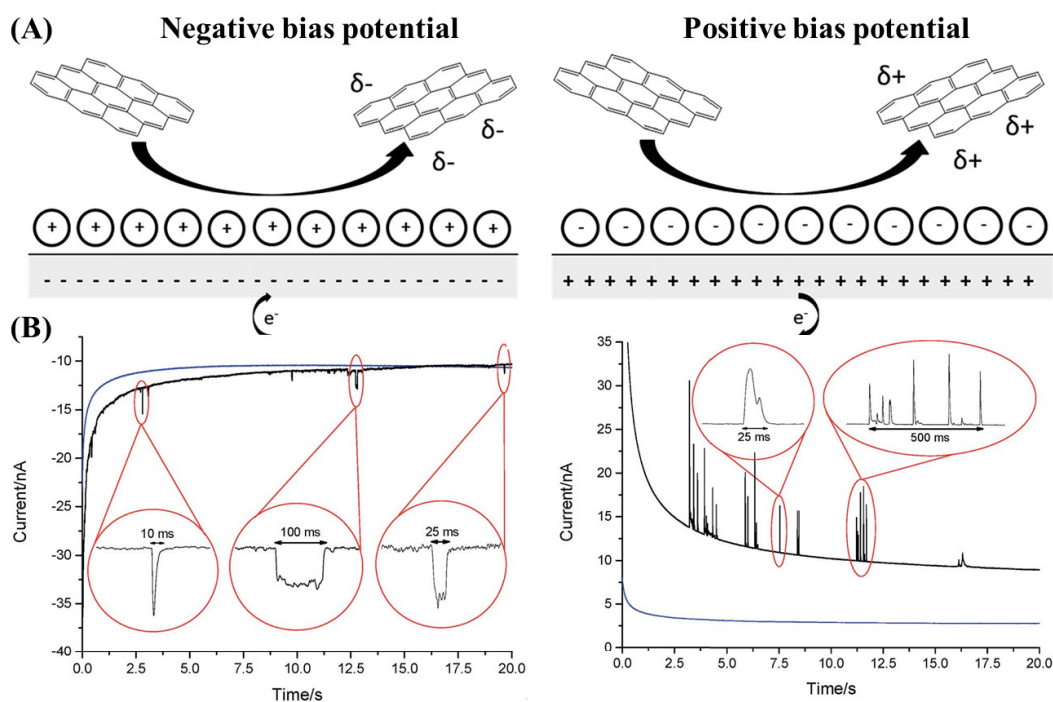 (A) Negative bias potential Positive bias potential
δ- δ+
δ- δ+
δ- δ+
+ + + + + + + + + + +
- - - - - - - - - - -
- - - - - - - - - - - - - - - - - - - - - - - - - - - - - -
+ + + + + + + + + + + + + + + + + + + +
e- e-
(B)
Current/nA
-10
-15
-20
-25
-30
-35
-40
10 ms
100 ms
25 ms
0.0 2.5 5.0 7.5 10.0 12.5 15.0 17.5 20.0
Time/s
Current/nA
35
30
25
20
15
10
5
0
25 ms
500 ms
0.0 2.5 5.0 7.5 10.0 12.5 15.0 17.5 20.0
Time/s